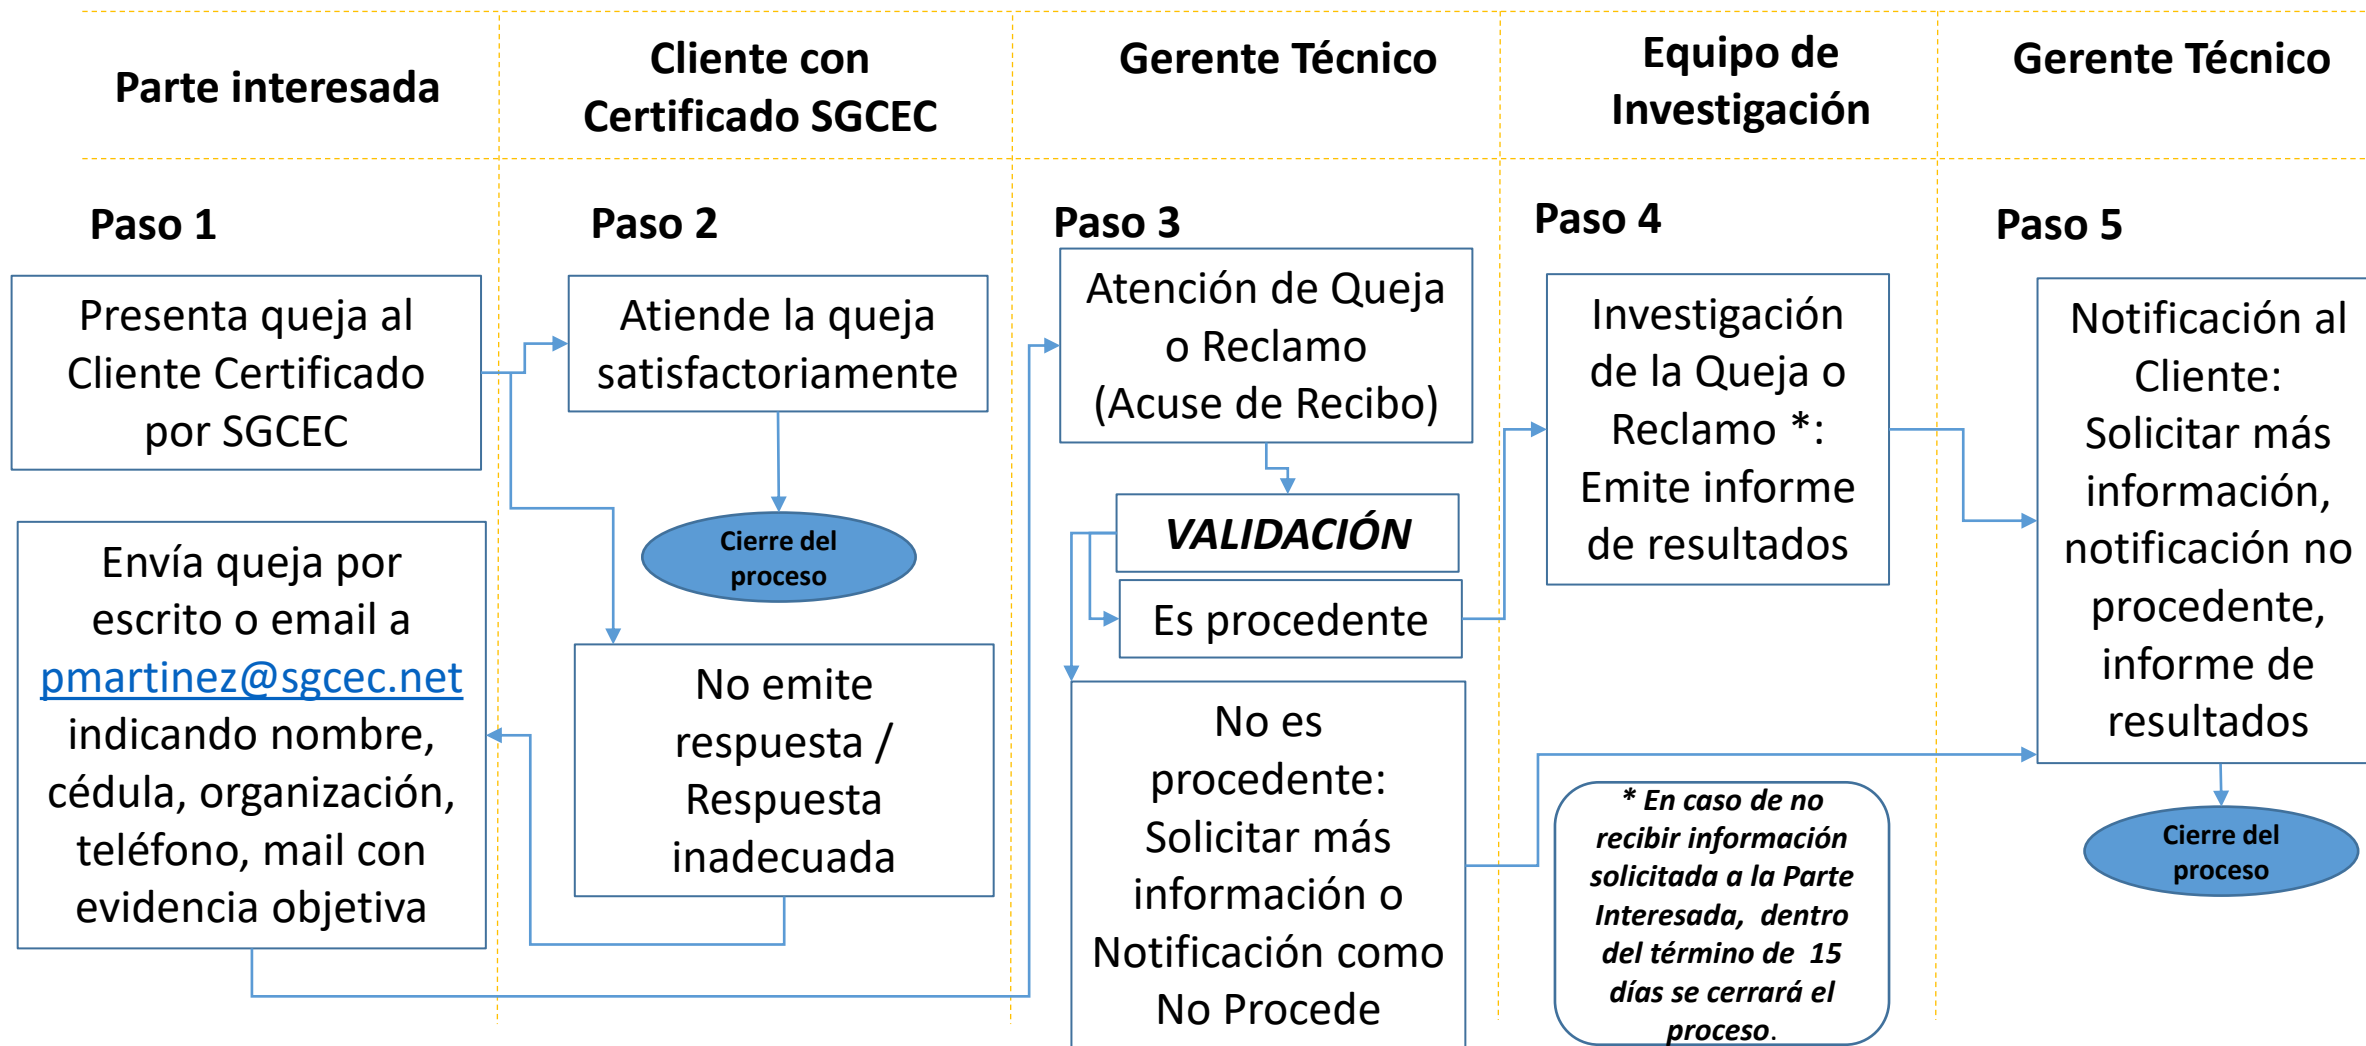 Parte interesada
Cliente con
Certificado SGCEC
Gerente Técnico
Equipo de
Investigación
Gerente Técnico
Paso 1
Presenta queja al
Cliente Certificado
por SGCEC
Envía queja por
escrito o email a
pmartinez@sgcec.net
indicando nombre,
cédula, organización,
teléfono, mail con
evidencia objetiva
Paso 2
Atiende la queja
satisfactoriamente
Cierre del
proceso
No emite
respuesta /
Respuesta
inadecuada
Paso 3
Atención de Queja
o Reclamo
(Acuse de Recibo)
VALIDACIÓN
Es procedente
No es
procedente:
Solicitar más
información o
Notificación como
No Procede
Paso 4
Investigación
de la Queja o
Reclamo *:
Emite informe
de resultados
* En caso de no
recibir información
solicitada a la Parte
Interesada, dentro
del término de 15
días se cerrará el
proceso.
Paso 5
Notificación al
Cliente:
Solicitar más
información,
notificación no
procedente,
informe de
resultados
Cierre del
proceso